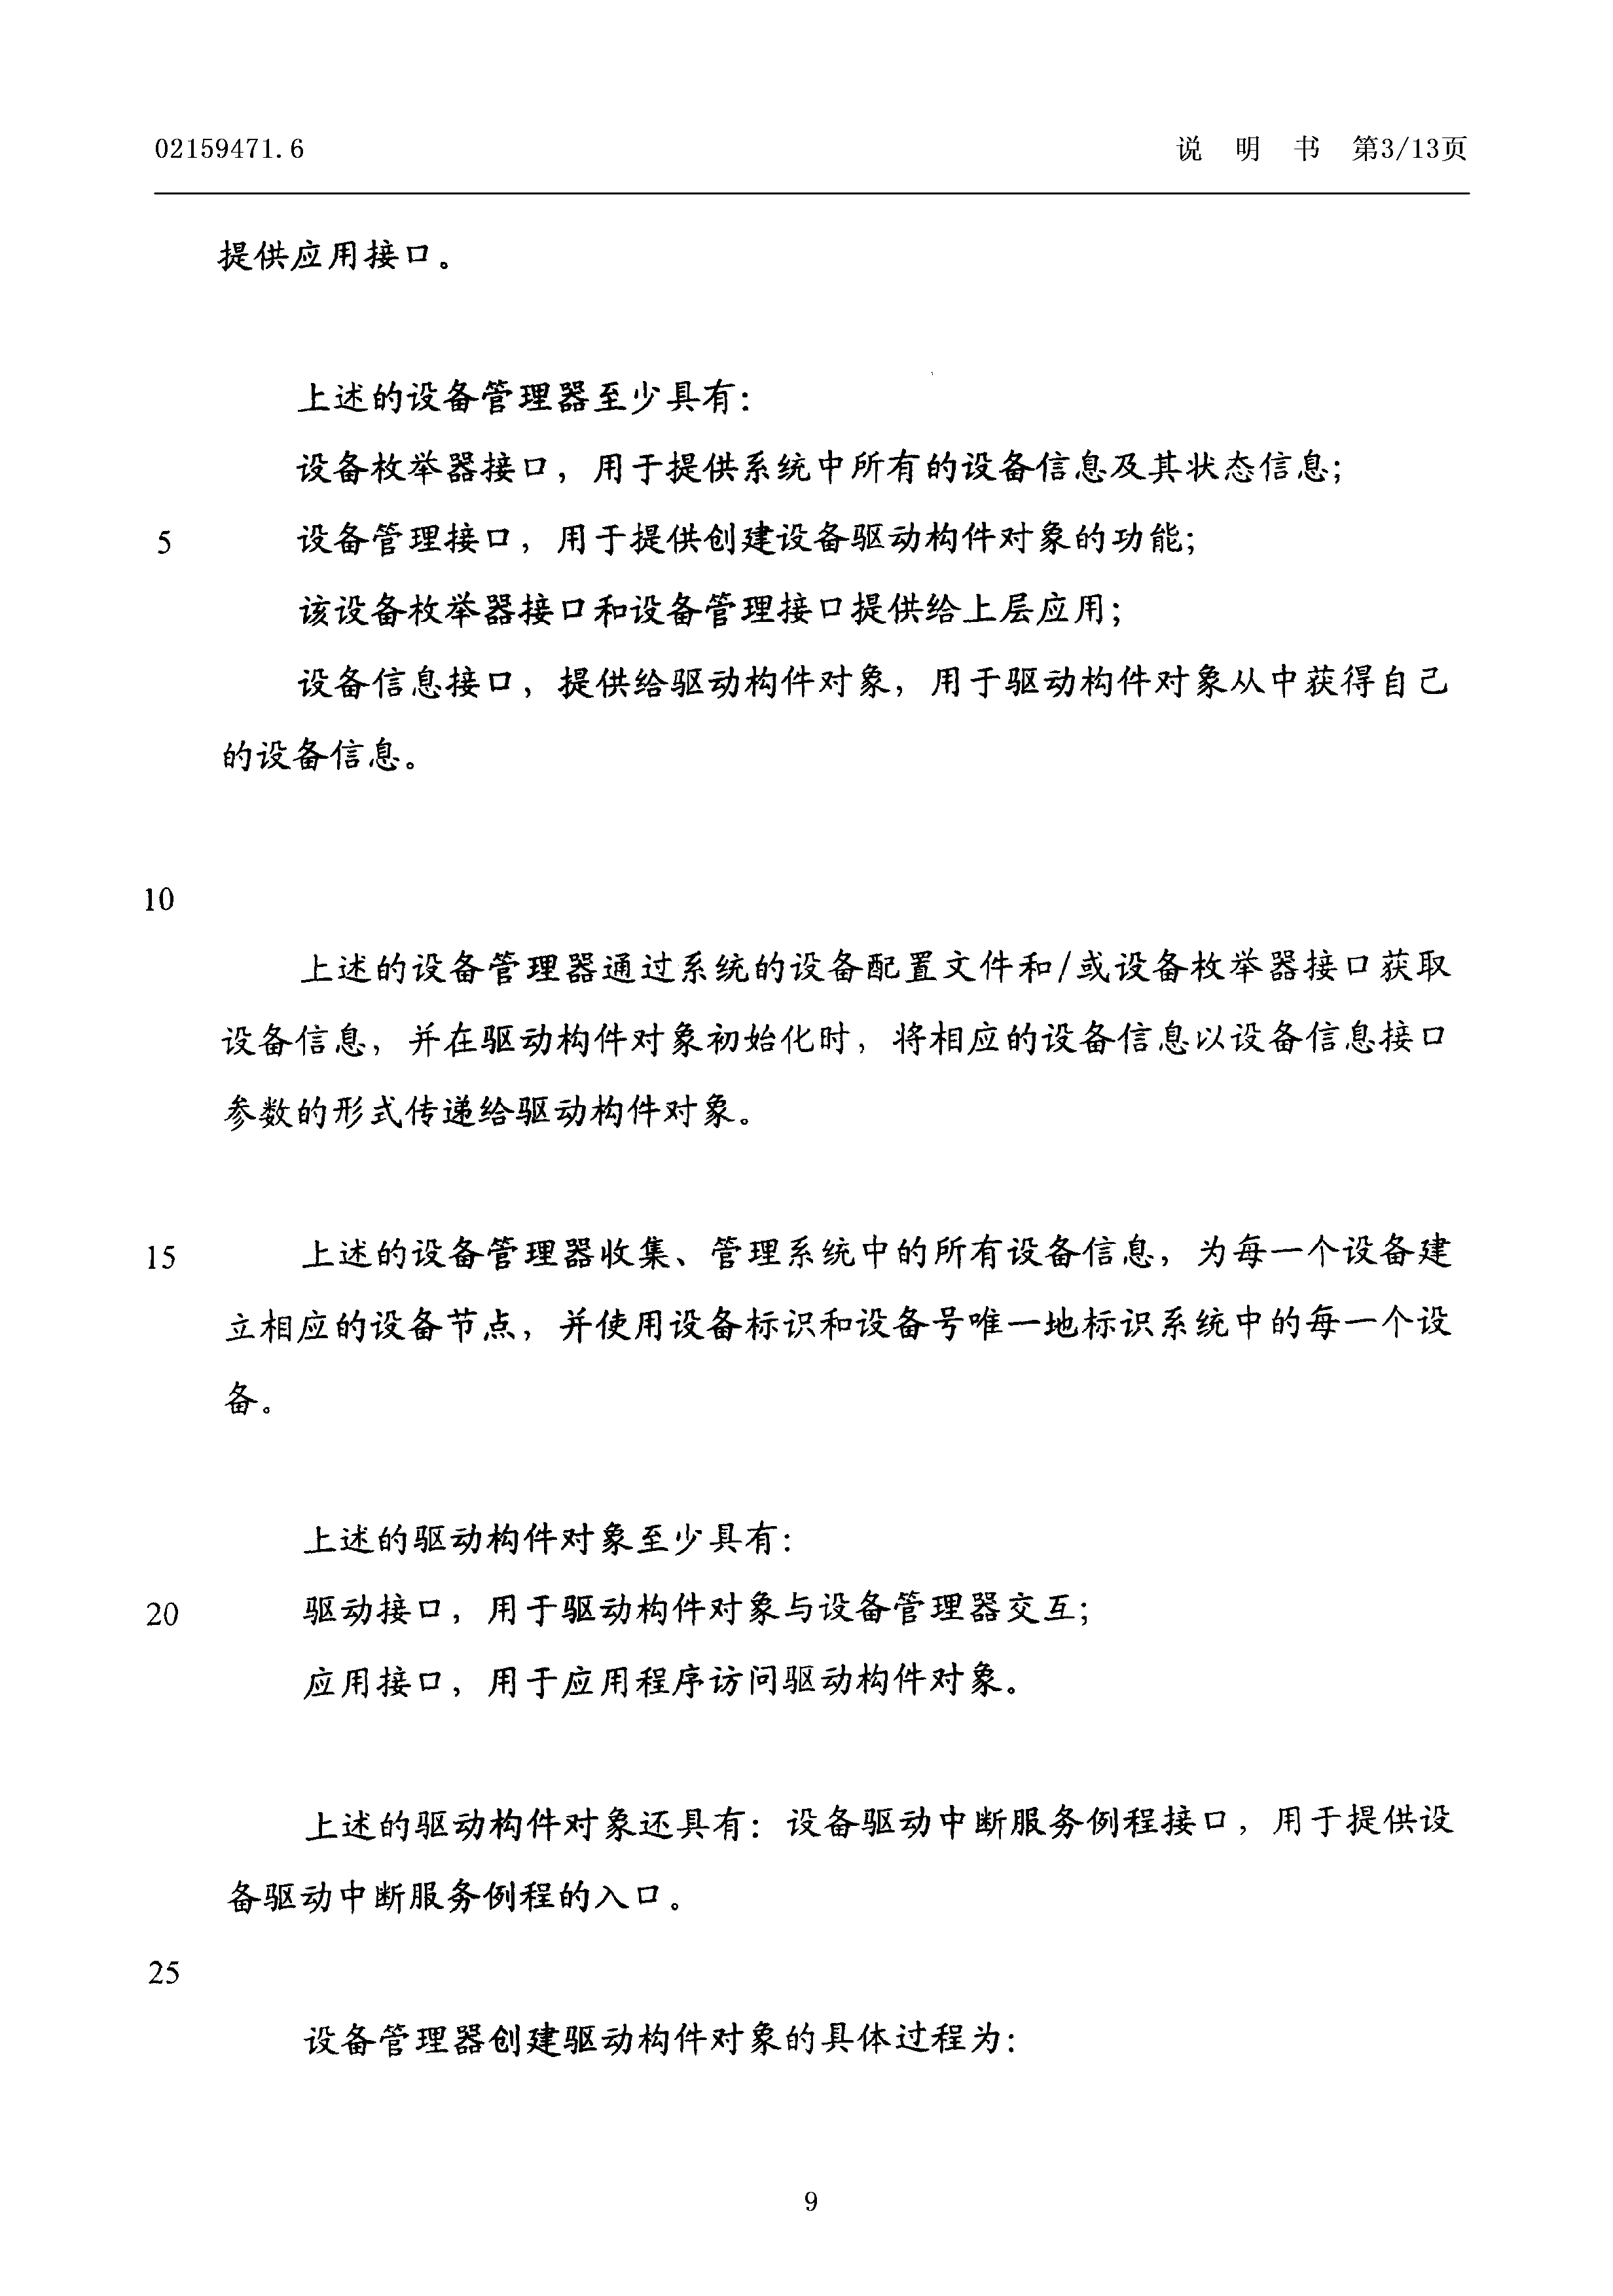 02159471.6
说 明 书 第3/13页
提供应用接口。
上述的设备管理器至少具有：
设备枚举器接口，用于提供系统中所有的设备信息及其状态信息；
5 设备管理接口，用于提供创建设备驱动构件对象的功能；
该设备枚举器接口和设备管理接口提供给上层应用；
设备信息接口，提供给驱动构件对象，用于驱动构件对象从中获得自己
的设备信息。
10
上述的设备管理器通过系统的设备配置文件和/或设备枚举器接口获取
设备信息，并在驱动构件对象初始化时，将相应的设备信息以设备信息接口
参数的形式传递给驱动构件对象。
15 上述的设备管理器收集、管理系统中的所有设备信息，为每一个设备建
立相应的设备节点，并使用设备标识和设备号唯一地标识系统中的每一个设
备。
上述的驱动构件对象至少具有：
20 驱动接口，用于驱动构件对象与设备管理器交互；
应用接口，用于应用程序访问驱动构件对象。
上述的驱动构件对象还具有：设备驱动中断服务例程接口，用于提供设
备驱动中断服务例程的入口。
25
设备管理器创建驱动构件对象的具体过程为：
9